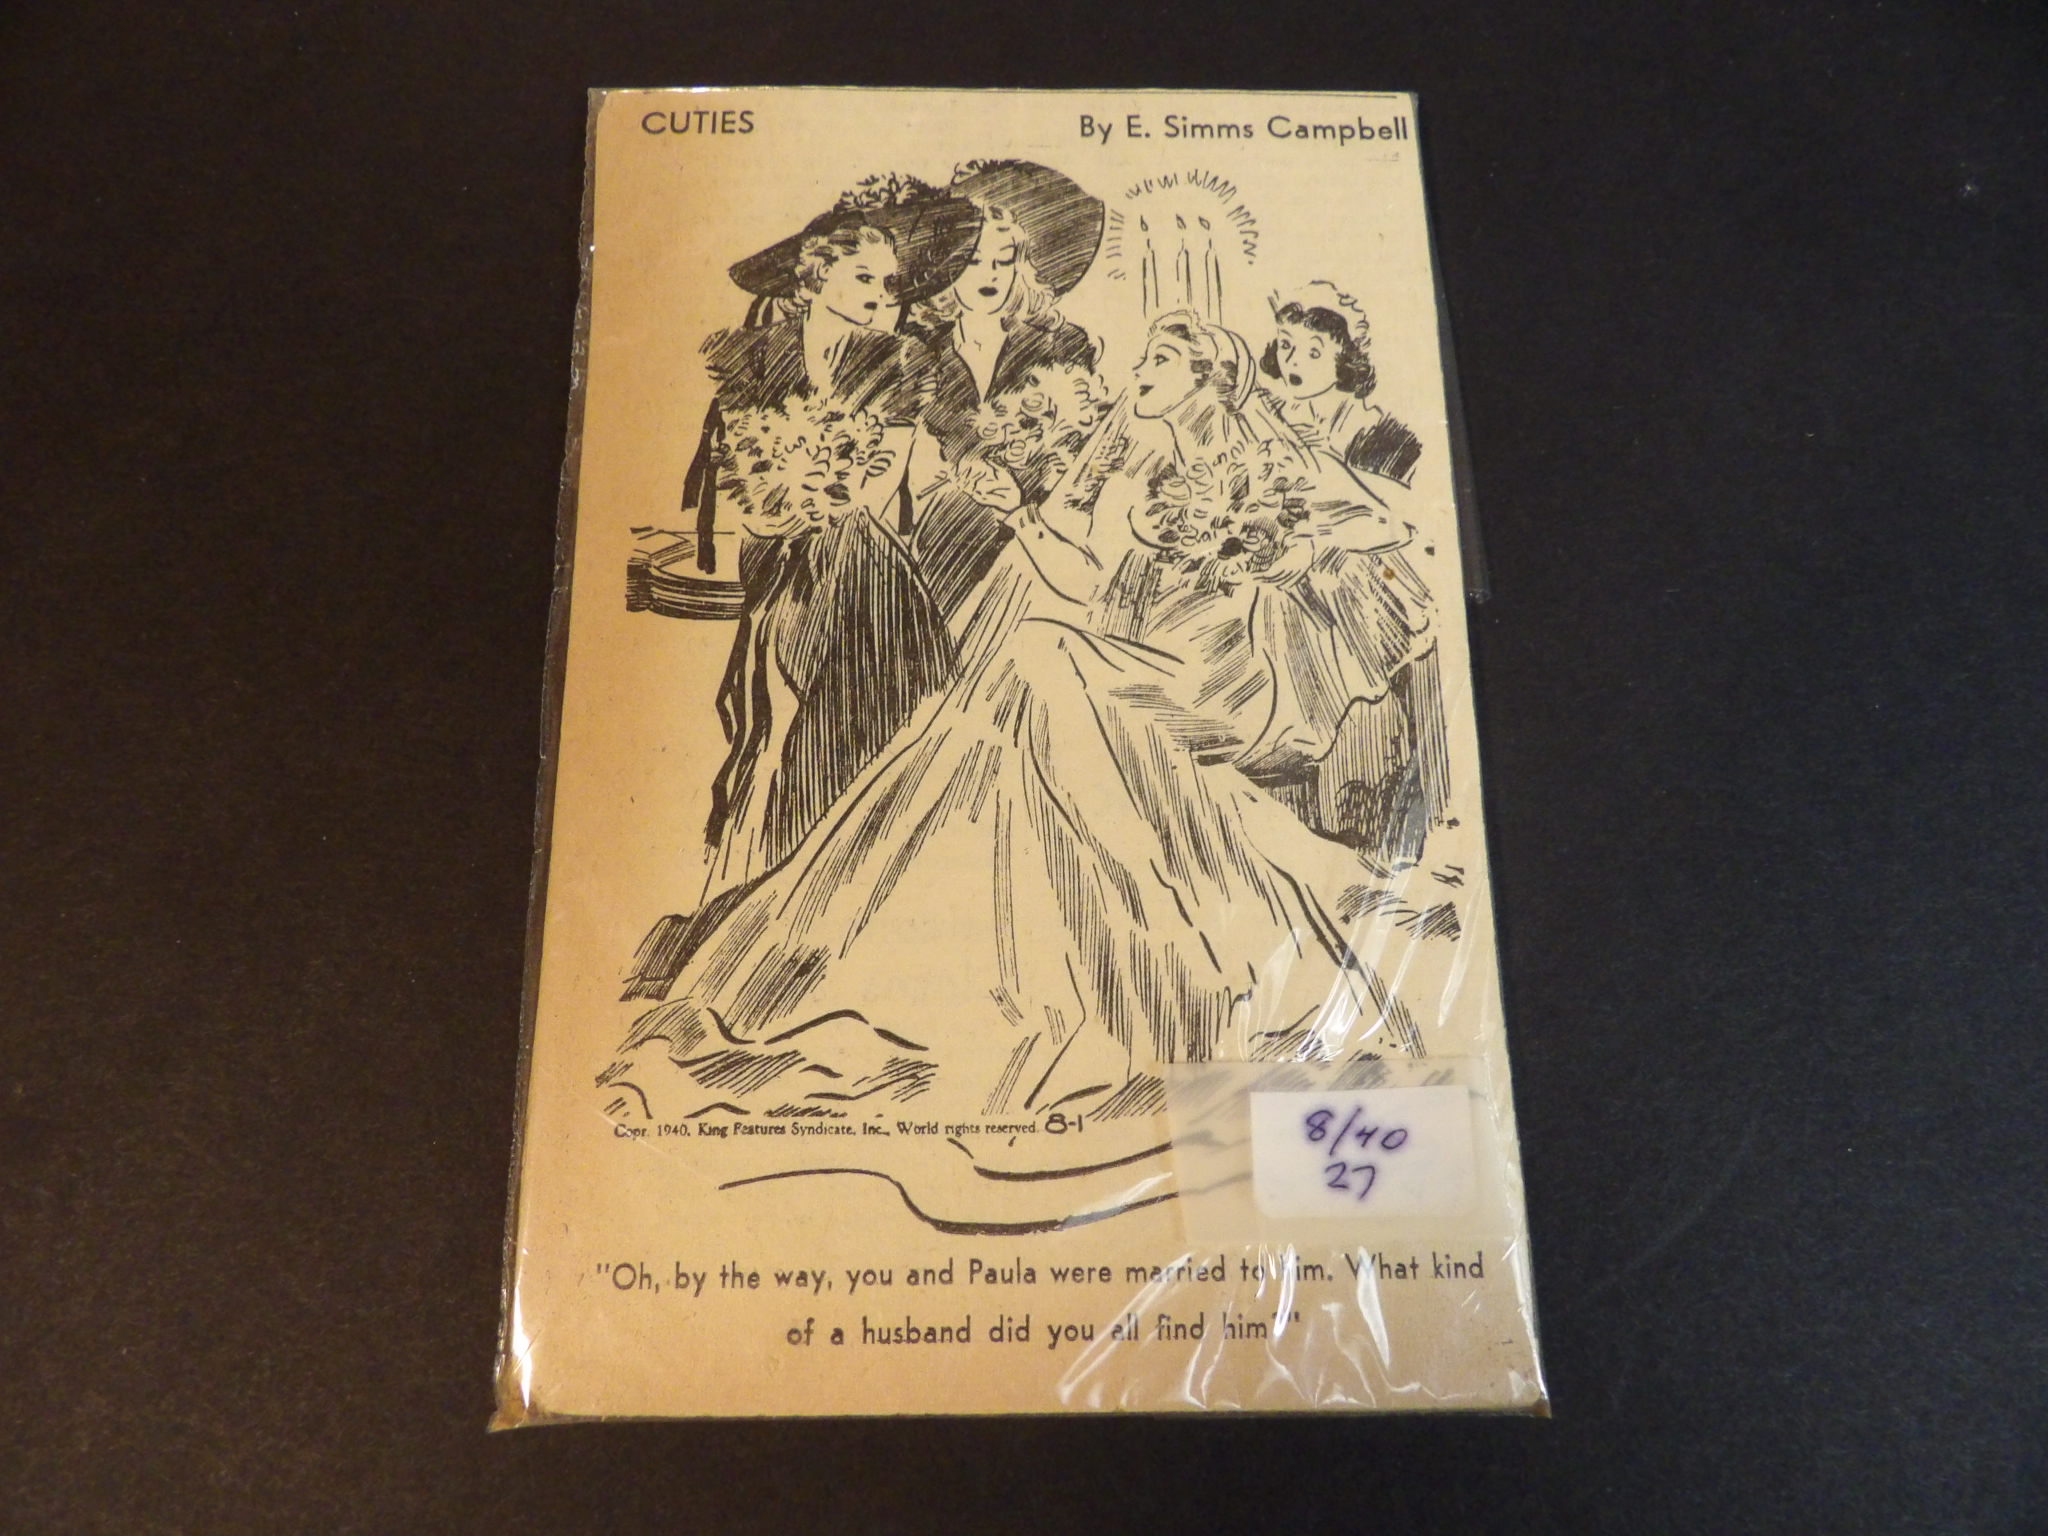 CUTIES By E. Simms Campbell
Copr. 1940, King Features Syndicate, Inc., World rights reserved. 8-1
8/40
27
"Oh, by the way, you and Paula were married to him. What kind
of a husband did you all find him?"